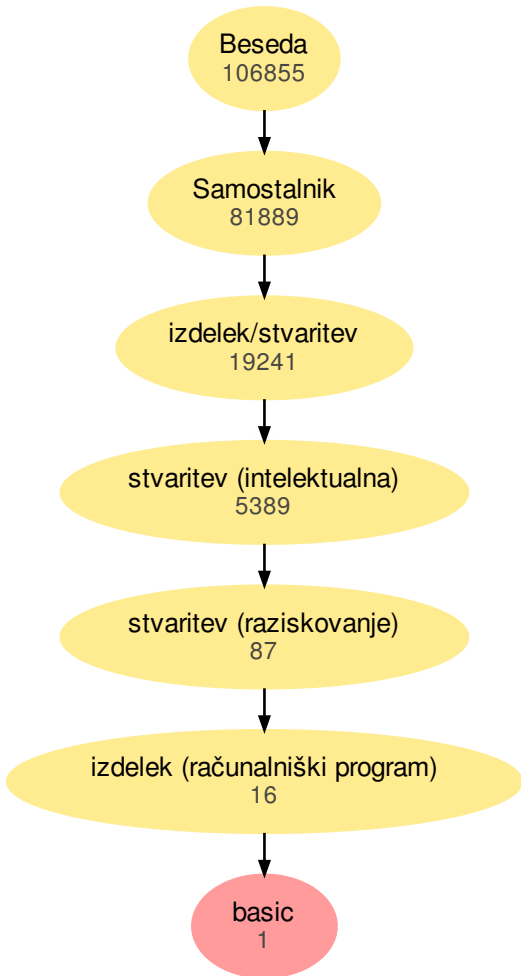 Beseda
106855
Samostalnik
81889
izdelek/stvaritev
19241
stvaritev (intelektualna)
5389
stvaritev (raziskovanje)
87
izdelek (računalniški program)
16
basic
1